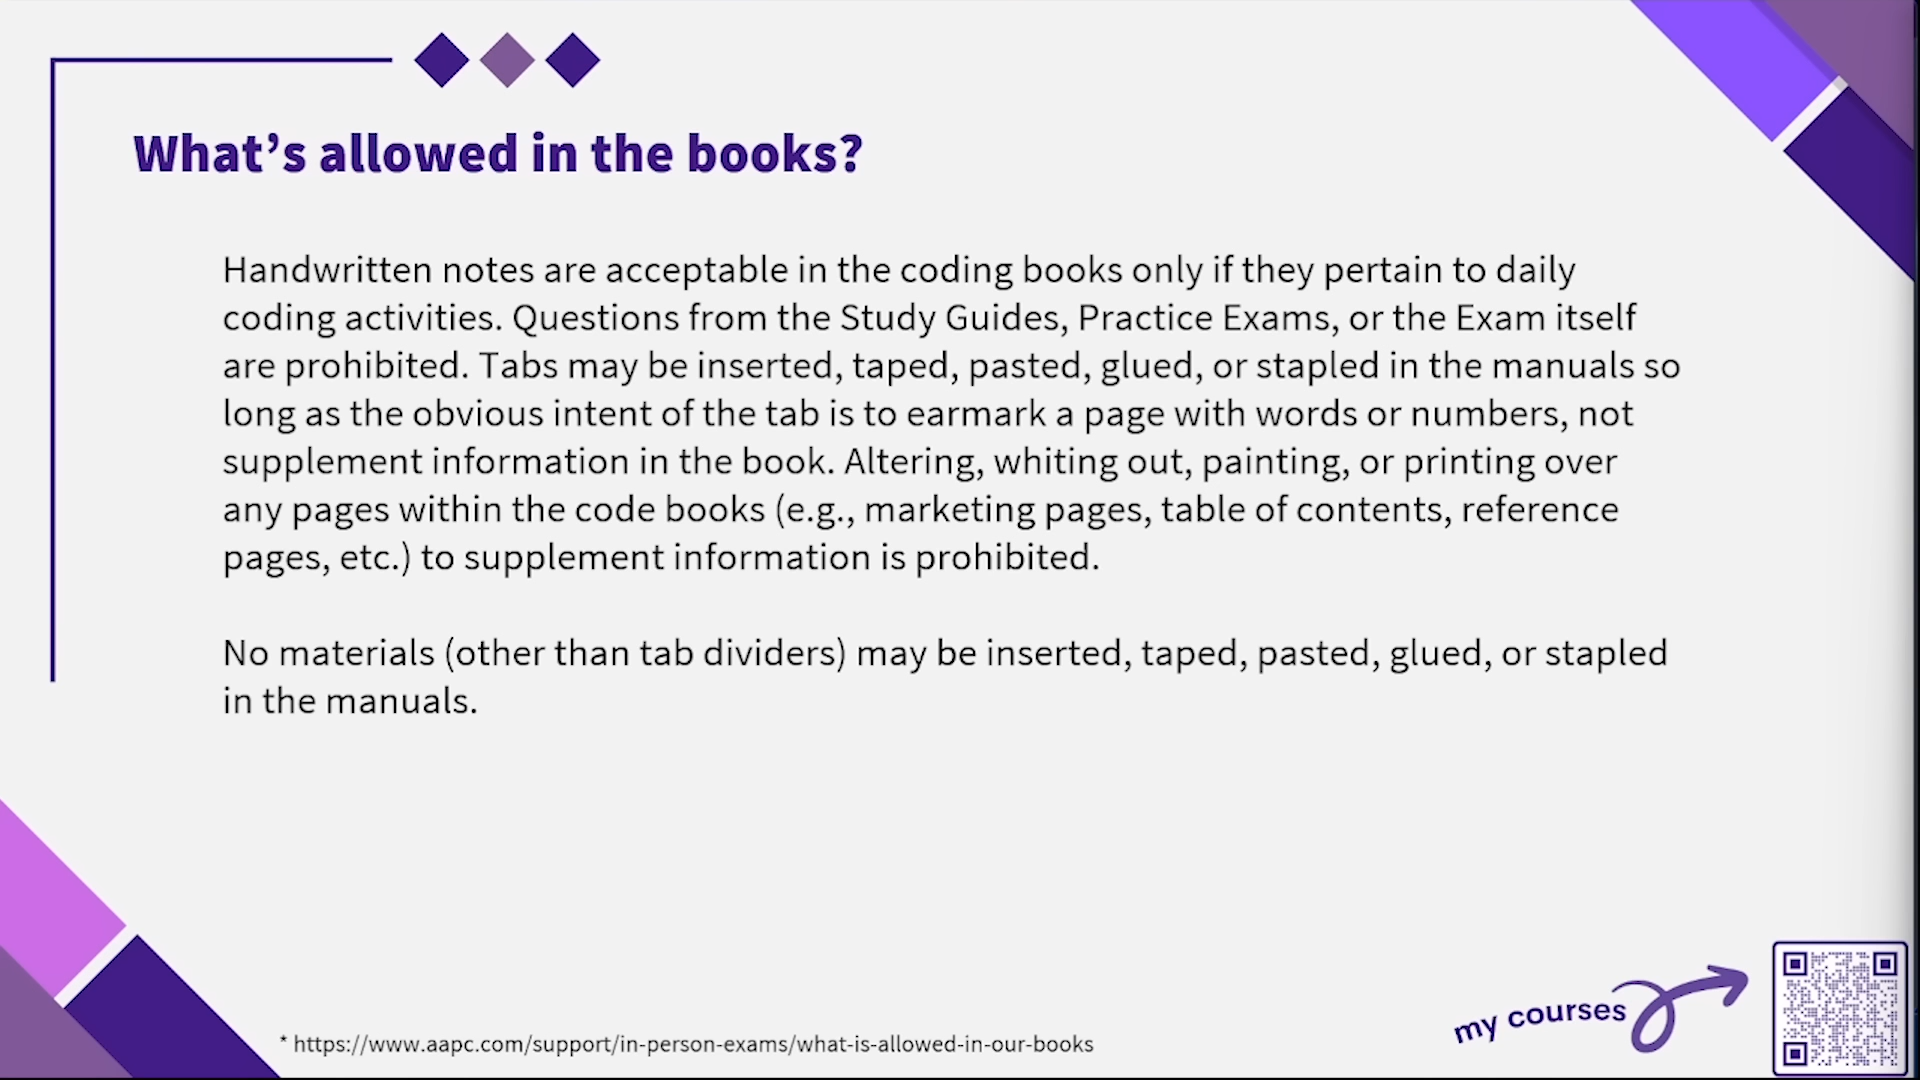 What’s allowed in the books?
Handwritten notes are acceptable in the coding books only if they pertain to daily
coding activities. Questions from the Study Guides, Practice Exams, or the Exam itself
are prohibited. Tabs may be inserted, taped, pasted, glued, or stapled in the manuals so
long as the obvious intent of the tab is to earmark a page with words or numbers, not
supplement information in the book. Altering, whiting out, painting, or printing over
any pages within the code books (e.g., marketing pages, table of contents, reference
pages, etc.) to supplement information is prohibited.
No materials (other than tab dividers) may be inserted, taped, pasted, glued, or stapled
in the manuals.
my courses
* https://www.aapc.com/support/in-person-exams/what-is-allowed-in-our-books